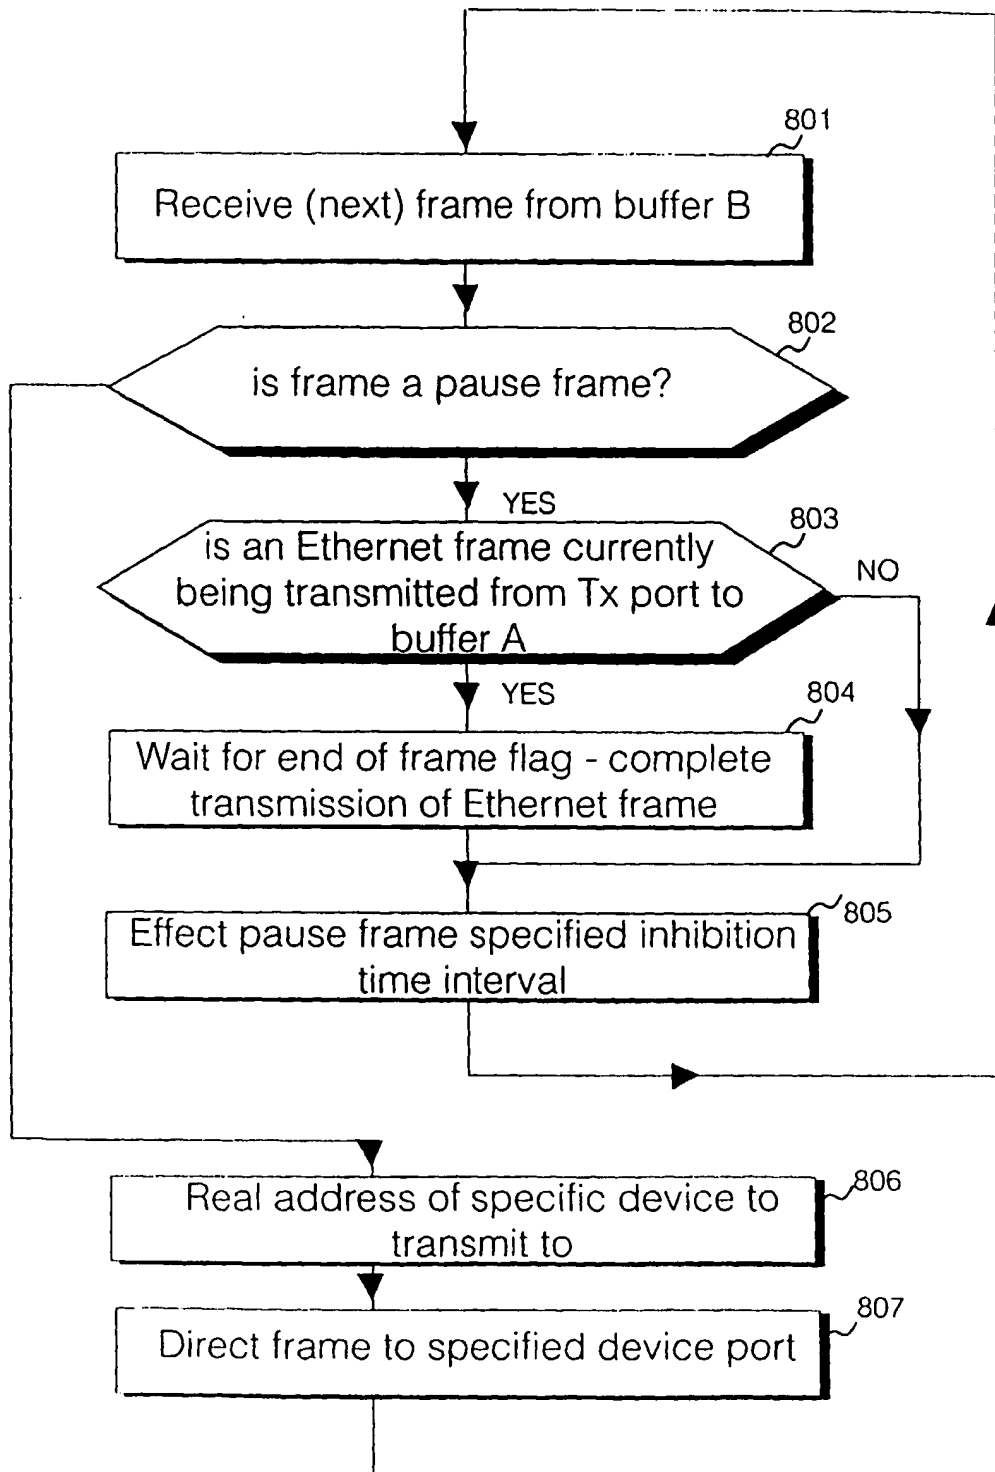 801
Receive (next) frame from buffer B
802
is frame a pause frame?
YES
803
is an Ethernet frame currently
being transmitted from Tx port to
buffer A
NO
YES
804
Wait for end of frame flag - complete
transmission of Ethernet frame
805
Effect pause frame specified inhibition
time interval
806
Real address of specific device to
transmit to
807
Direct frame to specified device port